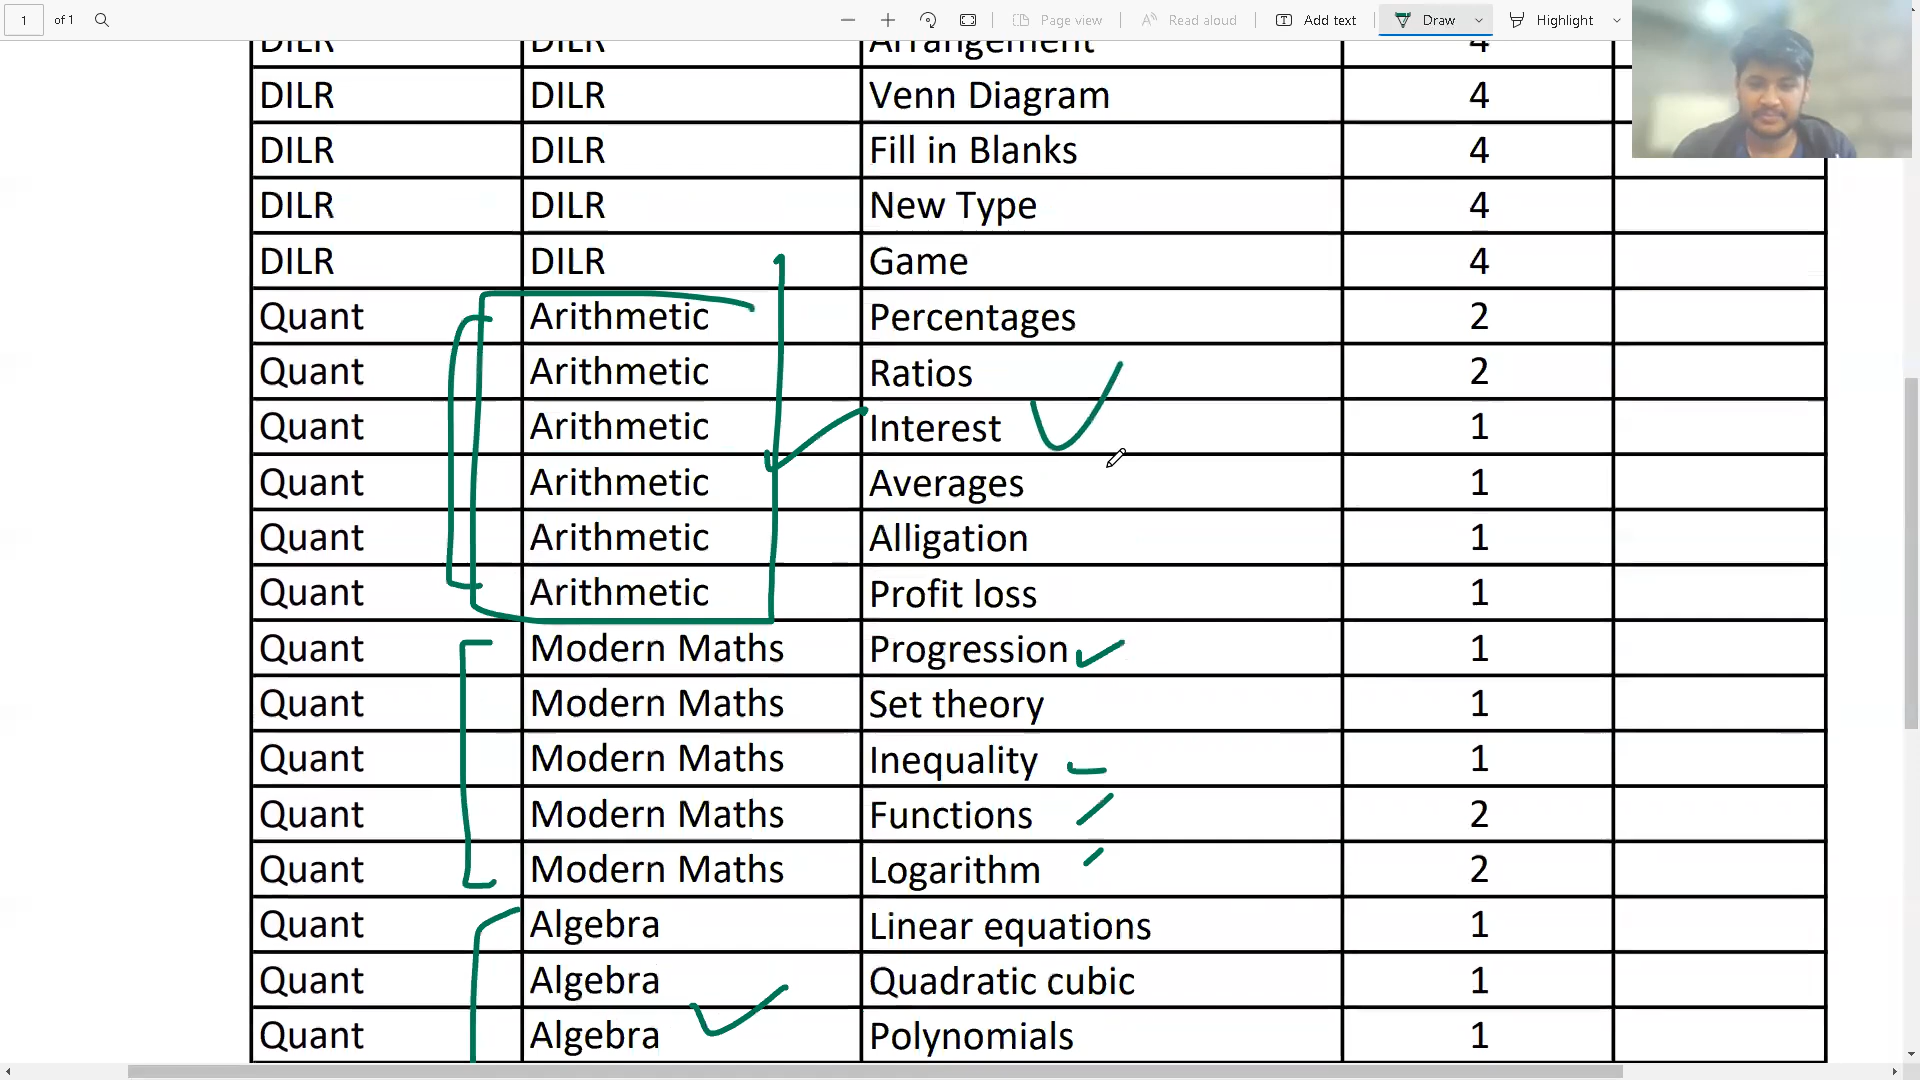 1 of 1 Page view Read aloud Add text Draw Highlight
DILR DILR Arrangement 4
DILR DILR Venn Diagram 4
DILR DILR Fill in Blanks 4
DILR DILR New Type 4
DILR DILR Game 4
Quant Arithmetic Percentages 2
Quant Arithmetic Ratios 2
Quant Arithmetic Interest 1
Quant Arithmetic Averages 1
Quant Arithmetic Alligation 1
Quant Arithmetic Profit loss 1
Quant Modern Maths Progression 1
Quant Modern Maths Set theory 1
Quant Modern Maths Inequality 1
Quant Modern Maths Functions 2
Quant Modern Maths Logarithm 2
Quant Algebra Linear equations 1
Quant Algebra Quadratic cubic 1
Quant Algebra Polynomials 1